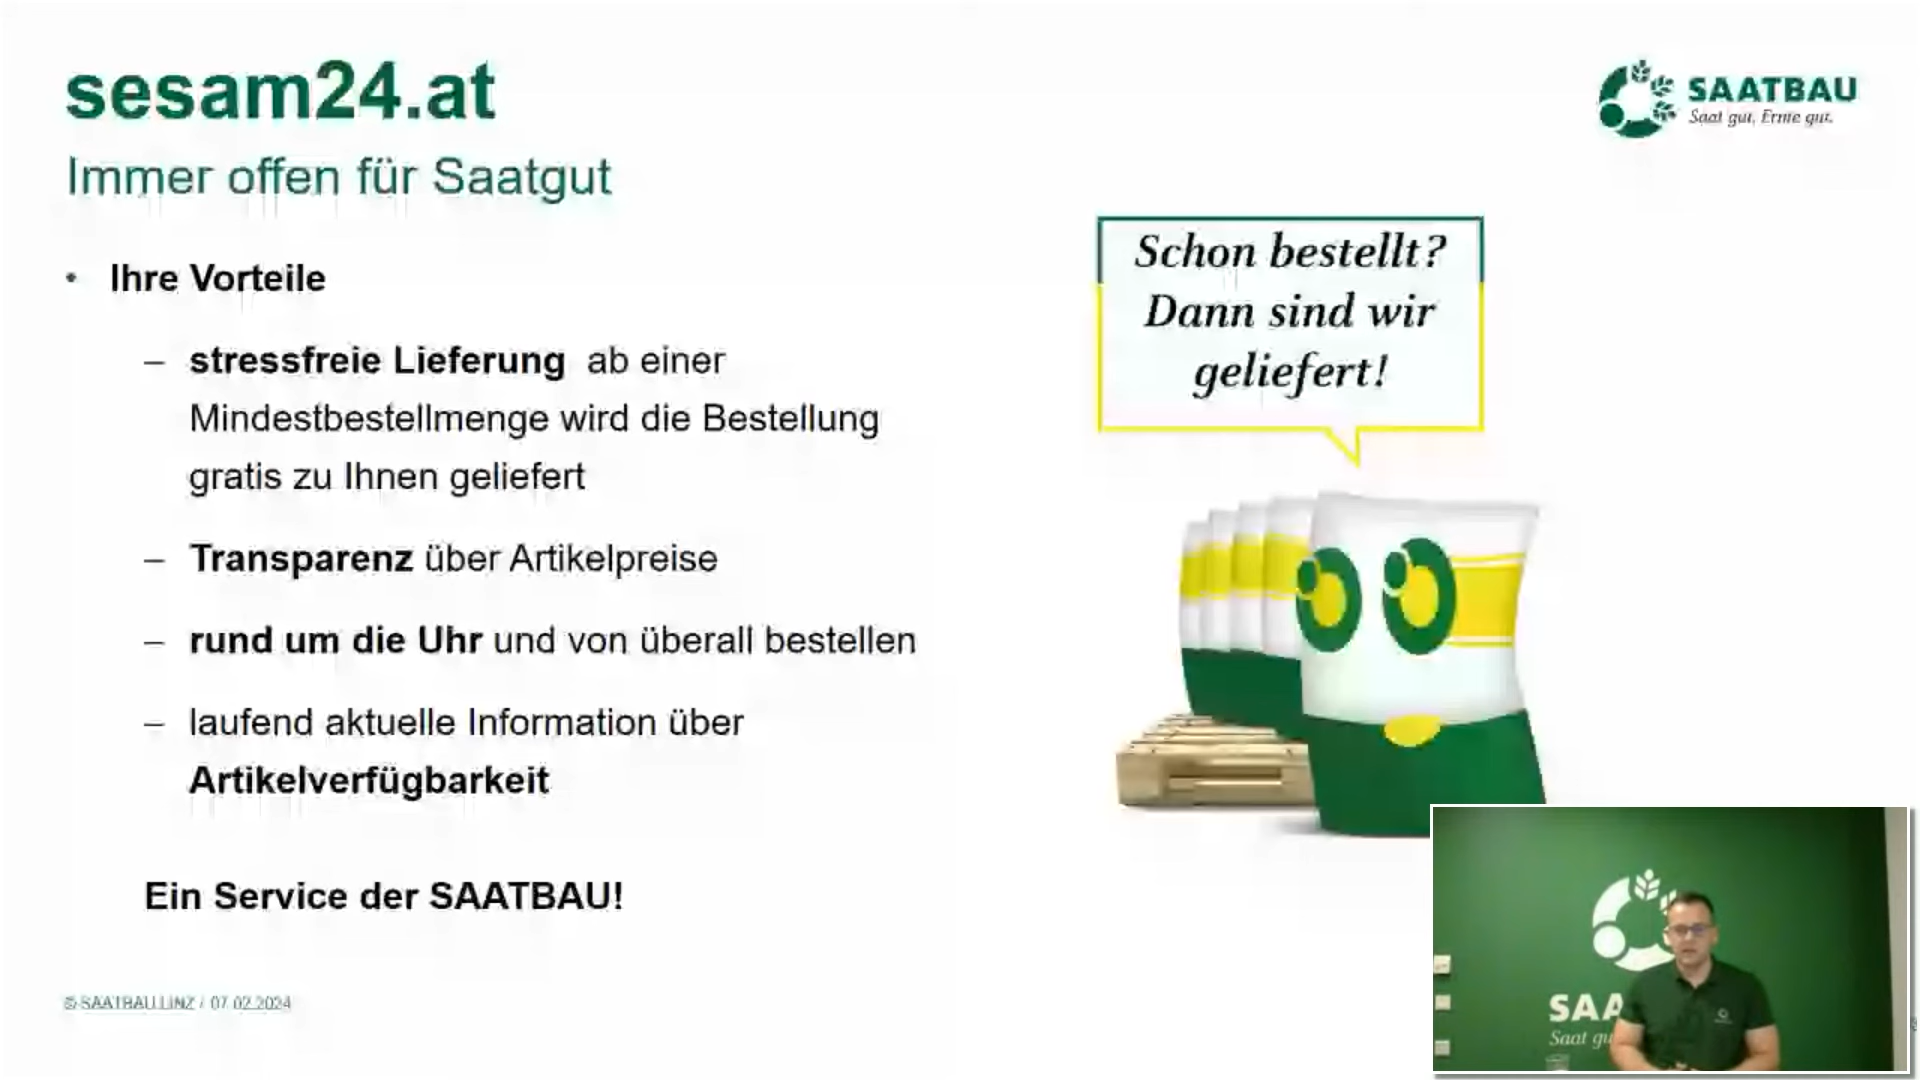 sesam24.at
Immer offen für Saatgut
SAATBAU
Saat gut, Ernte gut.
• Ihre Vorteile
– stressfreie Lieferung ab einer
Mindestbestellmenge wird die Bestellung
gratis zu Ihnen geliefert
– Transparenz über Artikelpreise
– rund um die Uhr und von überall bestellen
– laufend aktuelle Information über
Artikelverfügbarkeit
Ein Service der SAATBAU!
Schon bestellt?
Dann sind wir
geliefert!
© SAATBAU LINZ / 07.02.2024
SAA
Saat gu